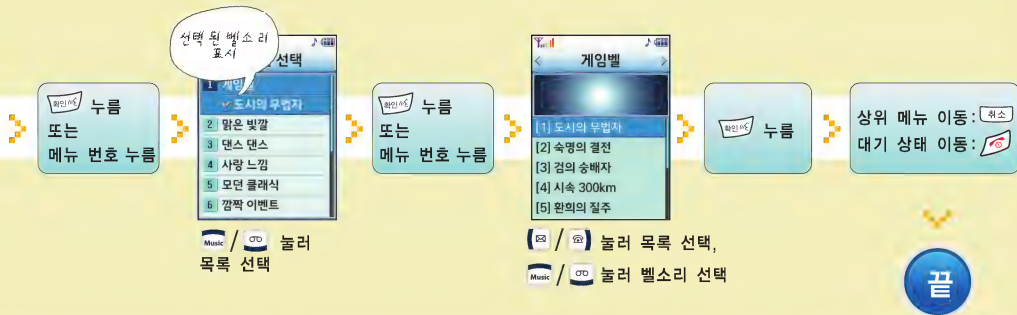 확인/NS 누름
또는
메뉴 번호 누름
선택 된 벨소리
표시
선택
1 게임벨
도시의 무법자
2 맑은 빛깔
3 댄스 댄스
4 사랑 느낌
5 모던 클래식
6 깜짝 이벤트
Music / 눌러
목록 선택
확인/NS 누름
또는
메뉴 번호 누름
게임벨
[1] 도시의 무법자
[2] 숙명의 결전
[3] 검의 숭배자
[4] 시속 300km
[5] 환희의 질주
/ 눌러 목록 선택,
Music / 눌러 벨소리 선택
확인/NS 누름
상위 메뉴 이동: 취소
대기 상태 이동:
끝